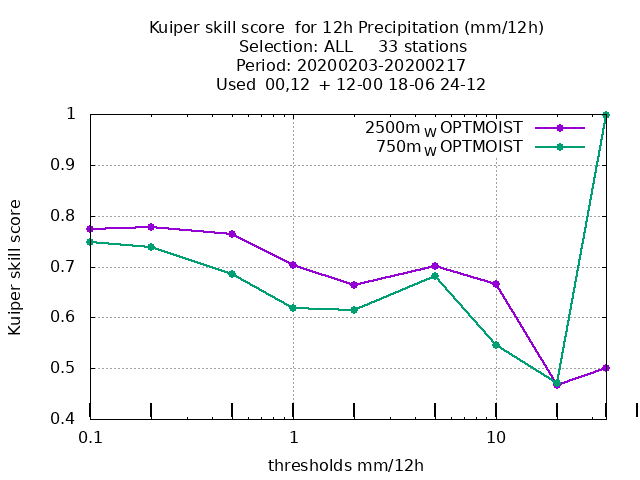 Kuiper skill score  for 12h Precipitation (mm/12h)
Selection: ALL     33 stations
Period: 20200203-20200217
Used  00,12  + 12-00 18-06 24-12
2500m W OPTMOIST
750m W OPTMOIST
Kuiper skill score
1
0.9
0.8
0.7
0.6
0.5
0.4
0.1
1
10
thresholds mm/12h